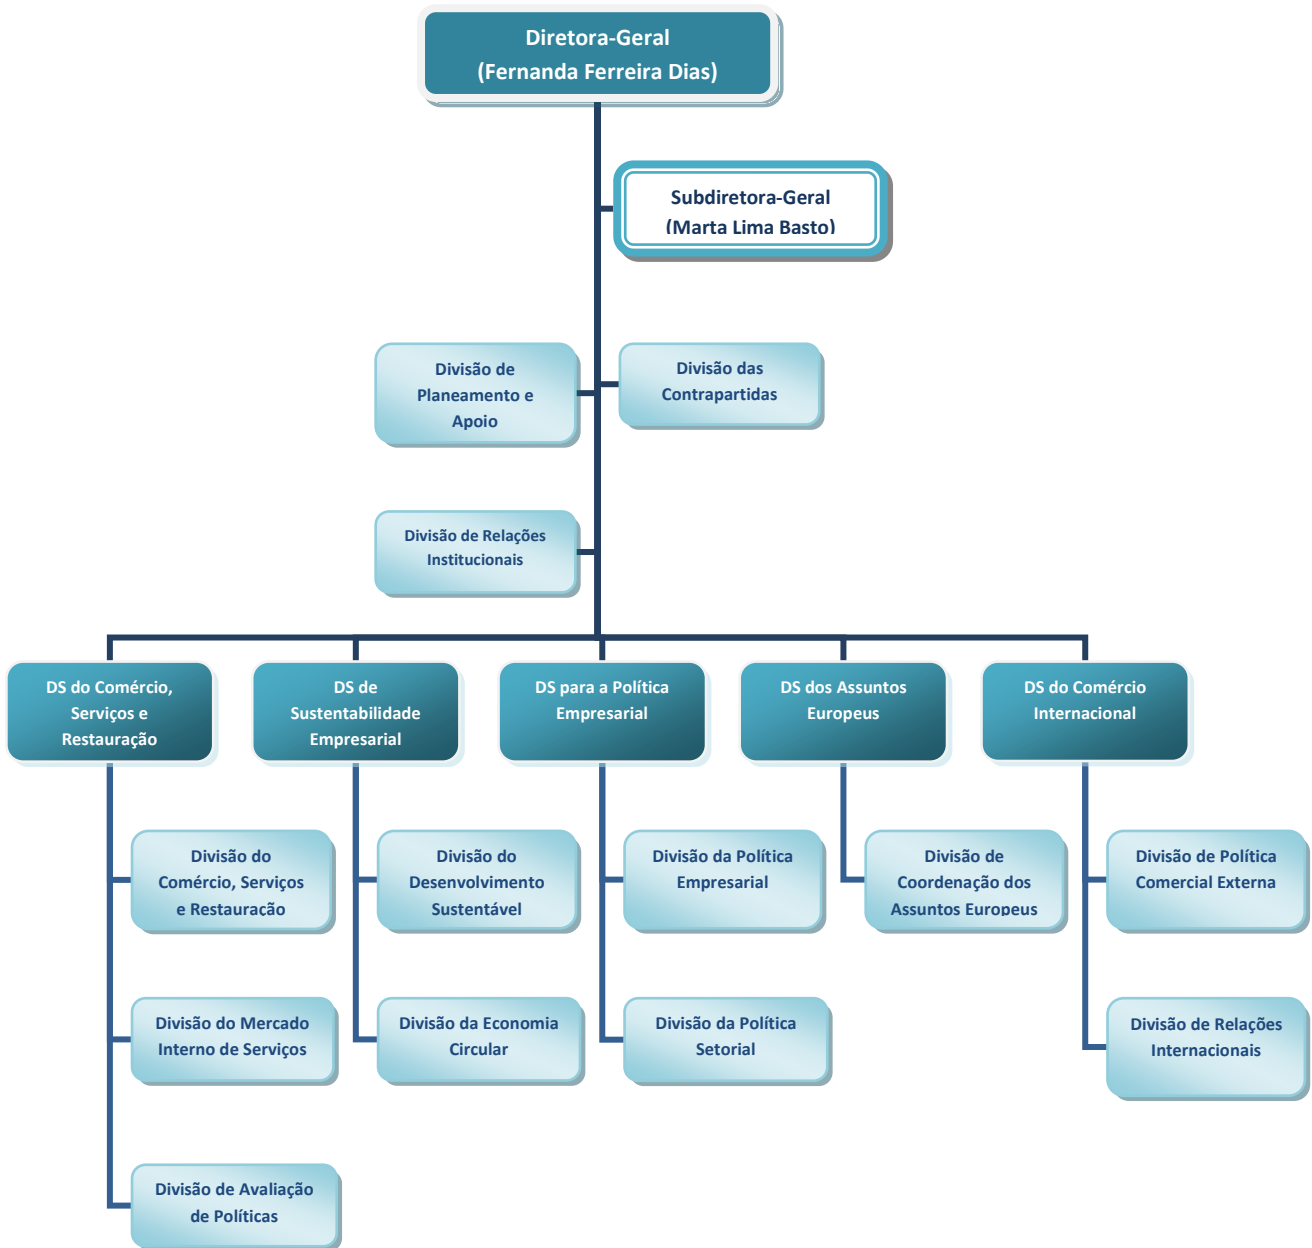 Diretora-Geral
(Fernanda Ferreira Dias)
Subdiretora-Geral
(Marta Lima Basto)
Divisão de
Planeamento e
Apoio
Divisão das
Contrapartidas
Divisão de Relações
Institucionais
DS do Comércio,
Serviços e
Restauração
DS de
Sustentabilidade
Empresarial
DS para a Política
Empresarial
DS dos Assuntos
Europeus
DS do Comércio
Internacional
Divisão do
Comércio, Serviços
e Restauração
Divisão do
Desenvolvimento
Sustentável
Divisão da Política
Empresarial
Divisão de
Coordenação dos
Assuntos Europeus
Divisão de Política
Comercial Externa
Divisão do Mercado
Interno de Serviços
Divisão da Economia
Circular
Divisão da Política
Setorial
Divisão de Relações
Internacionais
Divisão de Avaliação
de Políticas